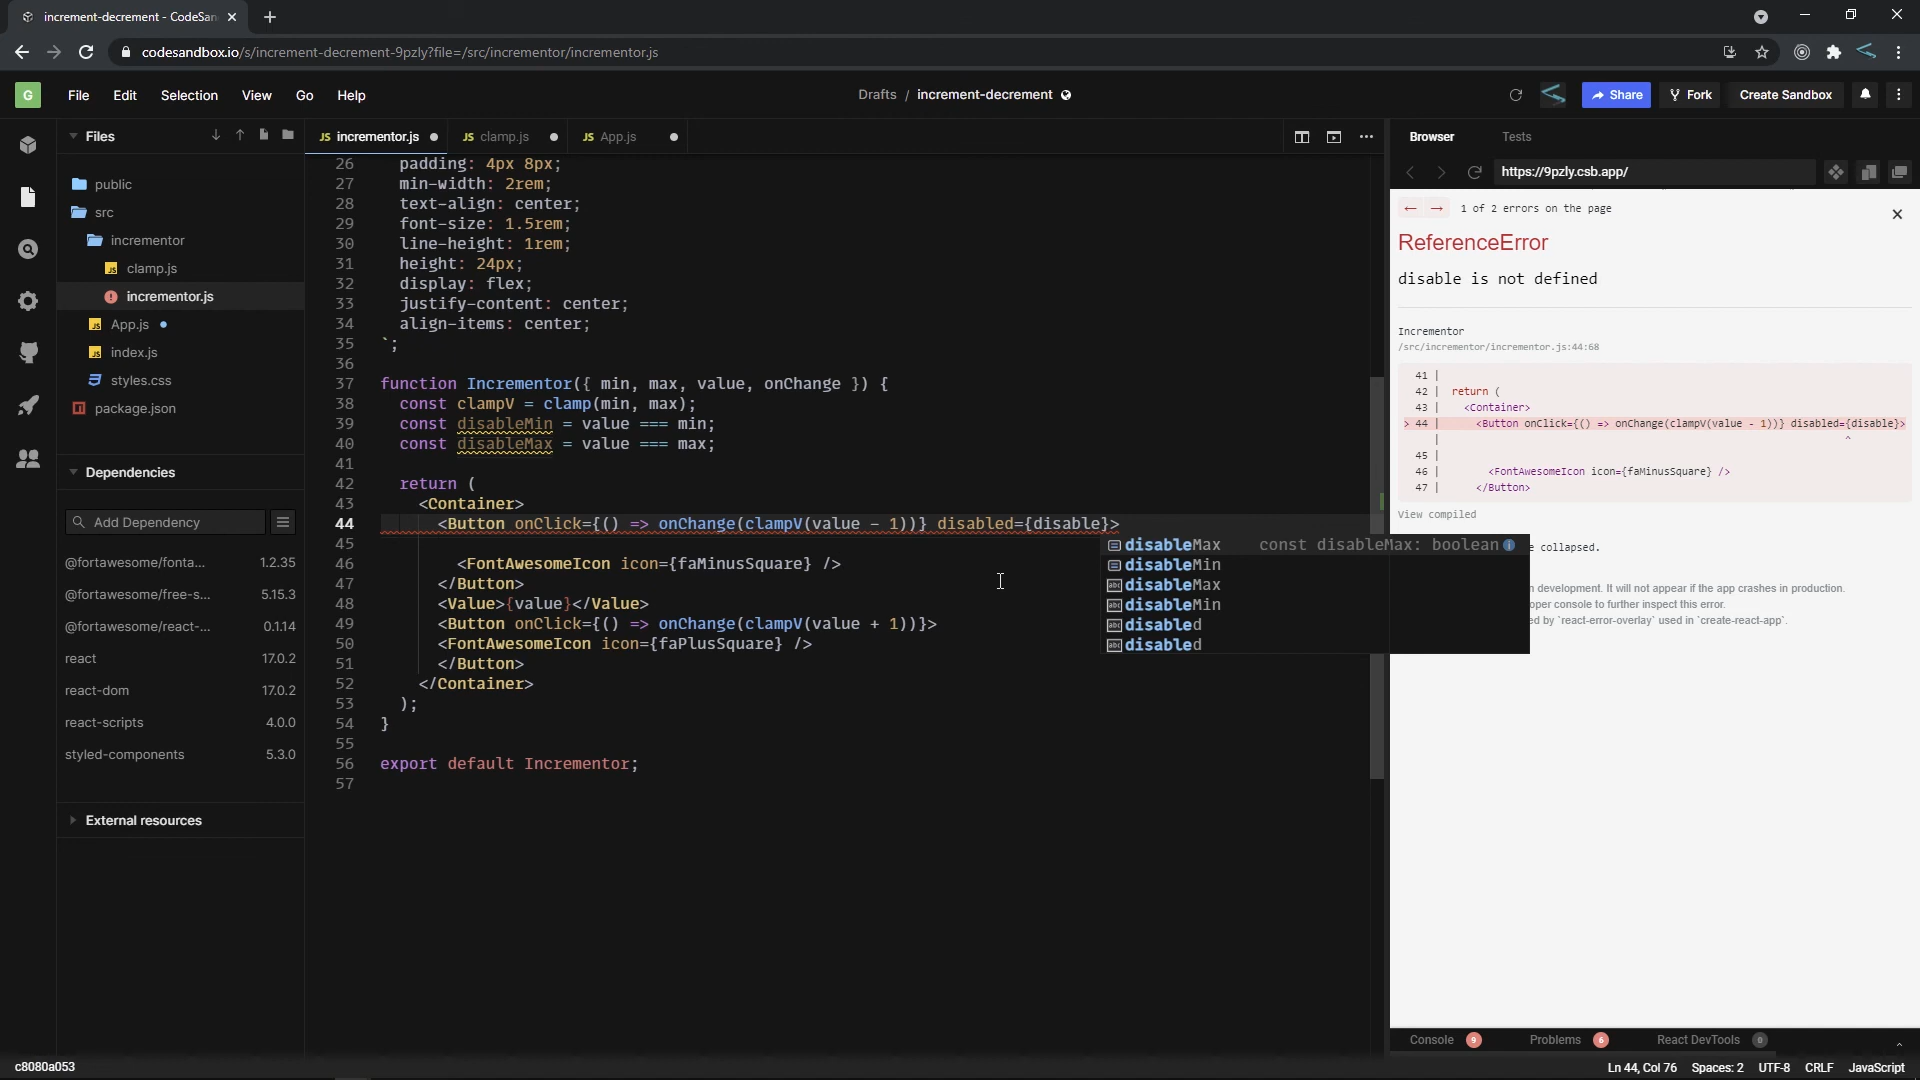 increment-decrement - CodeSan
codesandbox.io/s/increment-decrement-9pzly?file=/src/incrementor/incrementor.js
G
File Edit Selection View Go Help
Drafts / increment-decrement
Share
Fork
Create Sandbox
Files
public
src
incrementor
JS clamp.js
! incrementor.js
JS App.js
JS index.js
styles.css
package.json
Dependencies
Add Dependency
@fortawesome/fonta... 1.2.35
@fortawesome/free-s... 5.15.3
@fortawesome/react-... 0.1.14
react 17.0.2
react-dom 17.0.2
react-scripts 4.0.0
styled-components 5.3.0
External resources
JS incrementor.js
JS clamp.js
JS App.js
26 padding: 4px 8px;
27 min-width: 2rem;
28 text-align: center;
29 font-size: 1.5rem;
30 line-height: 1rem;
31 height: 24px;
32 display: flex;
33 justify-content: center;
34 align-items: center;
35 `;
36
37 function Incrementor({ min, max, value, onChange }) {
38 const clampV = clamp(min, max);
39 const disableMin = value === min;
40 const disableMax = value === max;
41
42 return (
43 <Container>
44 <Button onClick={() => onChange(clampV(value - 1))} disabled={disable}>
45
46 <FontAwesomeIcon icon={faMinusSquare} />
47 </Button>
48 <Value>{value}</Value>
49 <Button onClick={() => onChange(clampV(value + 1))}>
50 <FontAwesomeIcon icon={faPlusSquare} />
51 </Button>
52 </Container>
53 );
54 }
55
56 export default Incrementor;
57
disableMax const disableMax: boolean
disableMin
abc disableMax
abc disableMin
abc disabled
abc disabled
Browser Tests
https://9pzly.csb.app/
← → 1 of 2 errors on the page
ReferenceError
disable is not defined
Incrementor
/src/incrementor/incrementor.js:44:68
41 |
42 | return (
43 | <Container>
> 44 | <Button onClick={() => onChange(clampV(value - 1))} disabled={disable}>
| ^
45 |
46 | <FontAwesomeIcon icon={faMinusSquare} />
47 | </Button>
View compiled
e collapsed.
n development. It will not appear if the app crashes in production.
oper console to further inspect this error.
ed by `react-error-overlay` used in `create-react-app`.
Console 9 Problems 6 React DevTools 0
c8080a053
Ln 44, Col 76 Spaces: 2 UTF-8 CRLF JavaScript